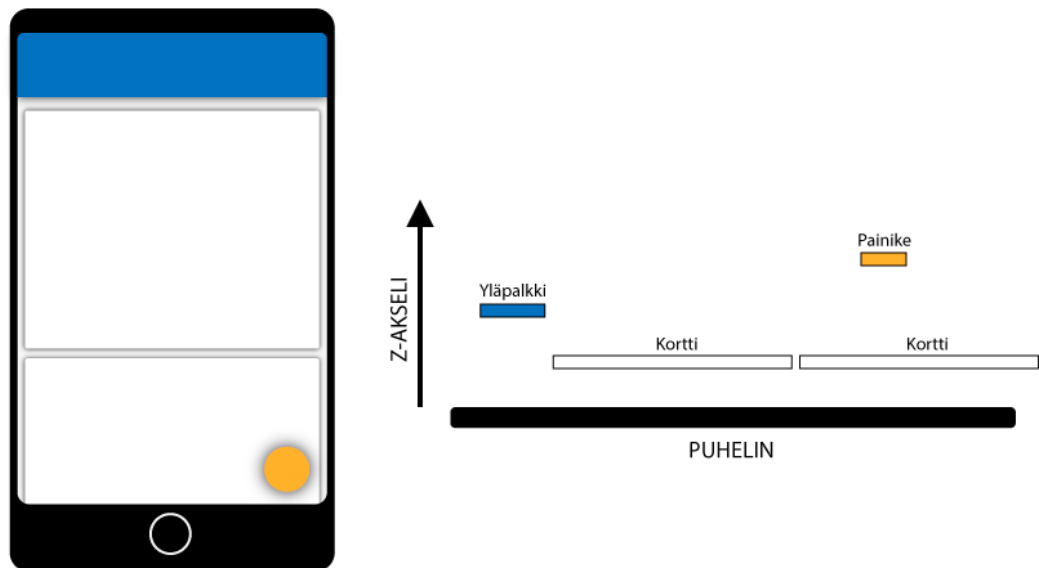 Painike
Yläpalkki
Z-AKSELI
Kortti
Kortti
PUHELIN